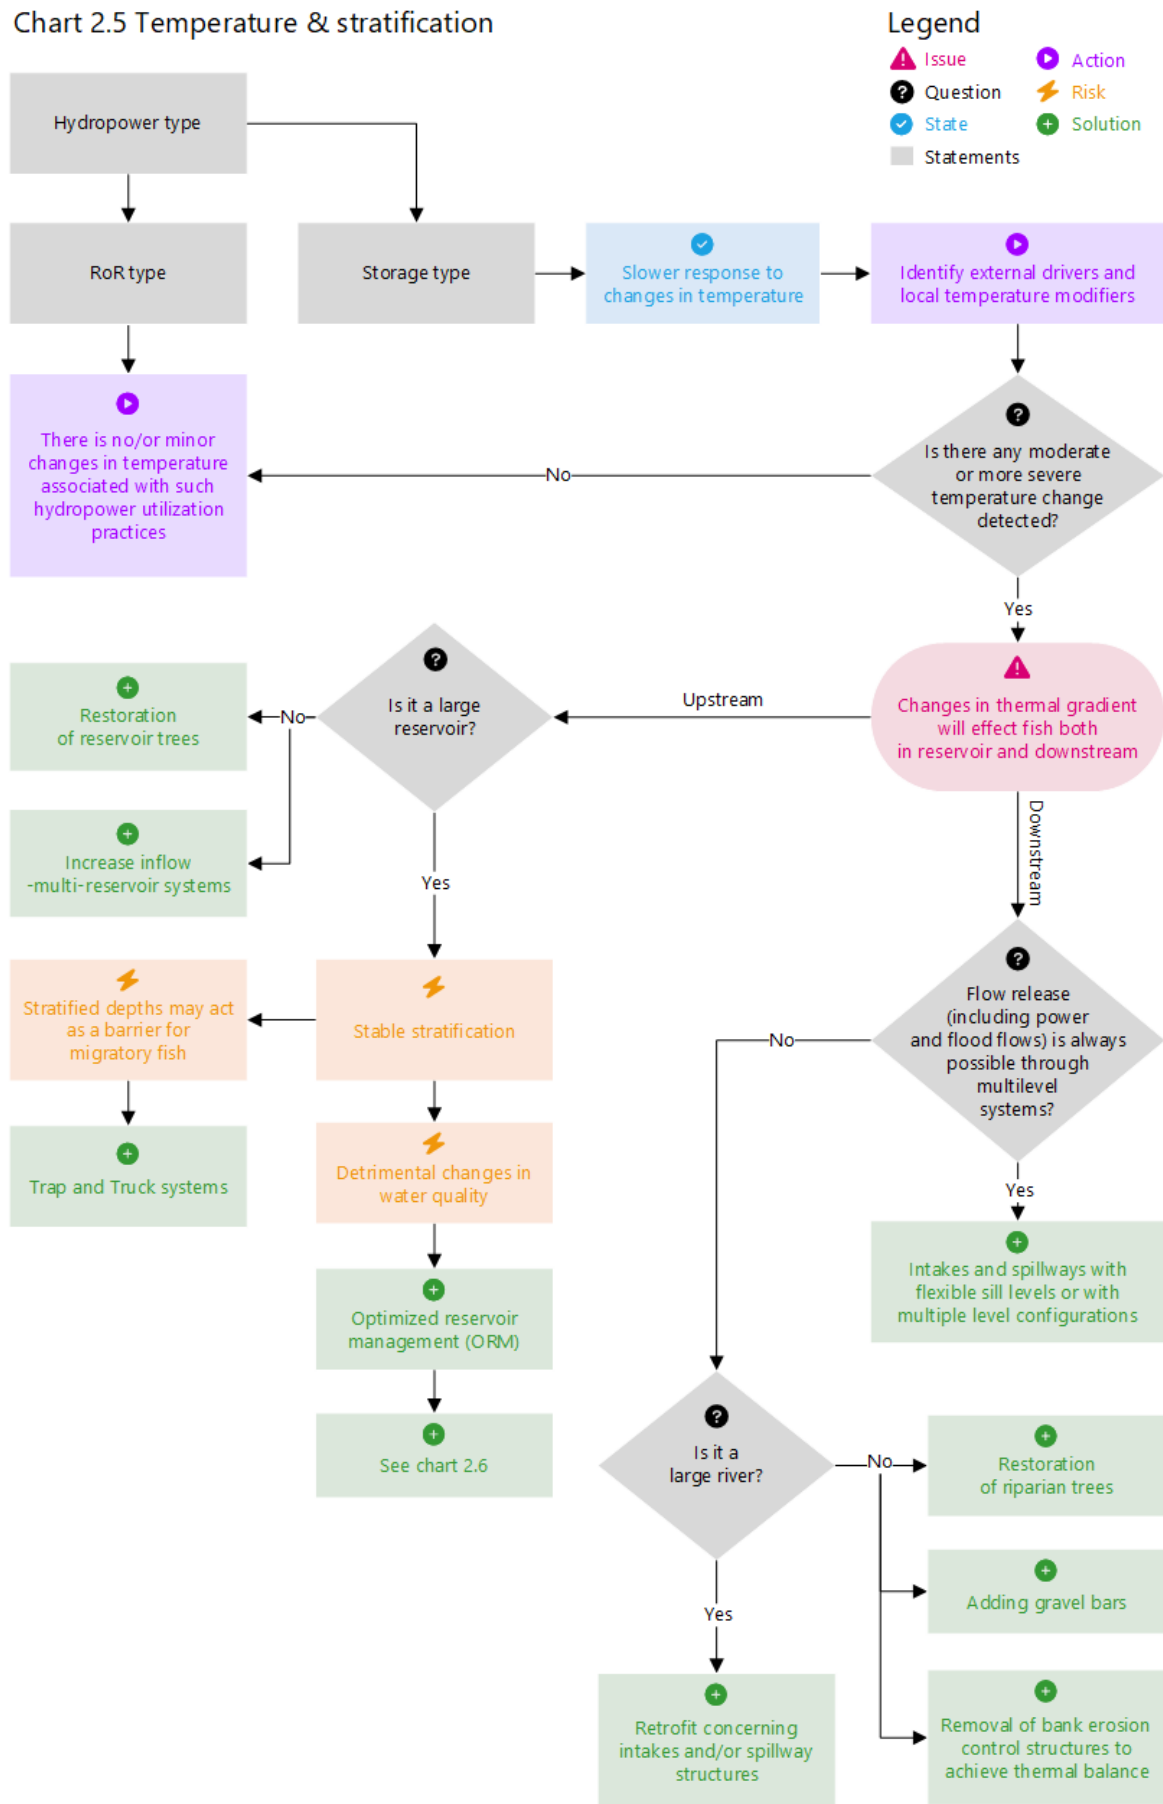 Chart 2.5 Temperature & stratification
Legend
Issue
Action
Question
Risk
State
Solution
Statements
Hydropower type
RoR type
Storage type
Slower response to
changes in temperature
Identify external drivers and
local temperature modifiers
There is no/or minor
changes in temperature
associated with such
hydropower utilization
practices
No
Is there any moderate
or more severe
temperature change
detected?
Yes
Changes in thermal gradient
will effect fish both
in reservoir and downstream
Upstream
Is it a large
reservoir?
No
Restoration
of reservoir trees
Increase inflow
-multi-reservoir systems
Yes
Downstream
Stratified depths may act
as a barrier for
migratory fish
Stable stratification
Trap and Truck systems
Detrimental changes in
water quality
Optimized reservoir
management (ORM)
See chart 2.6
Flow release
(including power
and flood flows) is always
possible through
multilevel
systems?
No
Yes
Intakes and spillways with
flexible sill levels or with
multiple level configurations
Is it a
large river?
No
Restoration
of riparian trees
Adding gravel bars
Removal of bank erosion
control structures to
achieve thermal balance
Yes
Retrofit concerning
intakes and/or spillway
structures